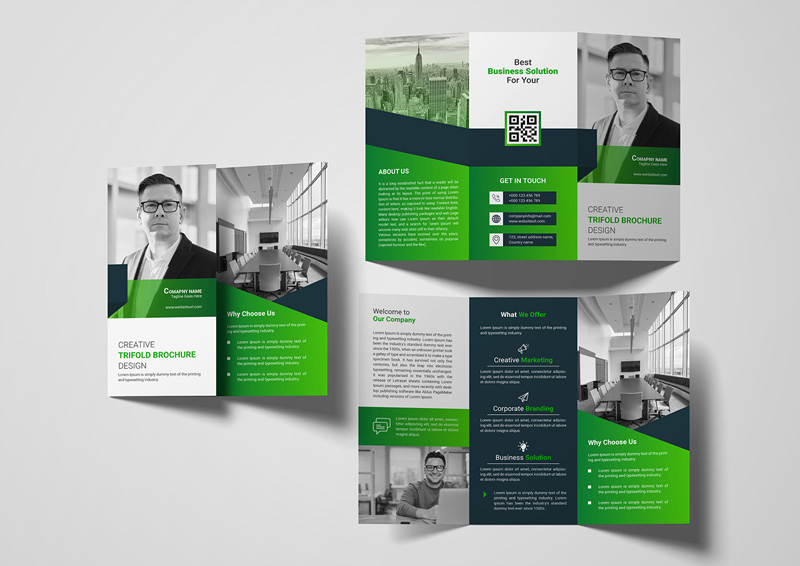 COMAPNY NAME
Tagline Goes Here
www.websiteurl.com
CREATIVE
TRIFOLD BROCHURE
DESIGN
Lorem Ipsum is simply dummy text of the printing
and typesetting industry.
Why Choose Us
Lorem Ipsum is simply dummy text of the print-
ing and typesetting industry.
Lorem Ipsum is simply dummy text of
the printing and typesetting industry.
Lorem Ipsum is simply dummy text of
the printing and typesetting industry.
Lorem Ipsum is simply dummy text of
the printing and typesetting industry.
ABOUT US
It is a long established fact that a reader will be
distracted by the readable content of a page when
looking at its layout. The point of using Lorem
Ipsum is that it has a more-or-less normal distribu-
tion of letters, as opposed to using 'Content here,
content here', making it look like readable English.
Many desktop publishing packages and web page
editors now use Lorem Ipsum as their default
model text, and a search for 'lorem ipsum' will
uncover many web sites still in their infancy.
Various versions have evolved over the years,
sometimes by accident, sometimes on purpose
(injected humour and the like).
Best
Business Solution
For Your
GET IN TOUCH
+000 123 456 789
+000 123 456 789
companyinfo@mail.com
www.websiteurl.com
123, street address name,
Country name
COMAPNY NAME
Tagline Goes Here
www.websiteurl.com
CREATIVE
TRIFOLD BROCHURE
DESIGN
Lorem Ipsum is simply dummy text of the printing
and typesetting industry.
Welcome to
Our Company
Lorem Ipsum is simply dummy text of the printing
and typesetting industry. Lorem Ipsum has
been the industry's standard dummy text ever
since the 1500s, when an unknown printer took
a galley of type and scrambled it to make a type
specimen book. It has survived not only five
centuries, but also the leap into electronic
typesetting, remaining essentially unchanged.
It was popularised in the 1960s with the
release of Letraset sheets containing Lorem
Ipsum passages, and more recently with desk-
top publishing software like Aldus PageMaker
including versions of Lorem Ipsum.
Lorem ipsum dolor sit amet, consec
tetur adipiscing elit, sed do eiusmod
tempor incididunt ut labore et dolore
magna aliqua.
What We Offer
Lorem Ipsum is simply dummy text of the printing
and typesetting industry.
Creative Marketing
Lorem ipsum dolor sit amet, consectetur adipiscing elit, sed
do eiusmod tempor incididunt ut labore et dolore magna
aliqua.
Corporate Branding
Lorem ipsum dolor sit amet, consectetur adipiscing elit, sed
do eiusmod tempor incididunt ut labore et dolore magna
aliqua.
Business Solution
Lorem ipsum dolor sit amet, consectetur adipiscing elit, sed
do eiusmod tempor incididunt ut labore et dolore magna
aliqua.
Lorem Ipsum is simply dummy text of the
printing and typesetting industry. Lorem
Ipsum has been the industry's standard
dummy text ever since 1500s.
Why Choose Us
Lorem Ipsum is simply dummy text of the print-
ing and typesetting industry.
Lorem Ipsum is simply dummy text of
the printing and typesetting industry.
Lorem Ipsum is simply dummy text of
the printing and typesetting industry.
Lorem Ipsum is simply dummy text of
the printing and typesetting industry.